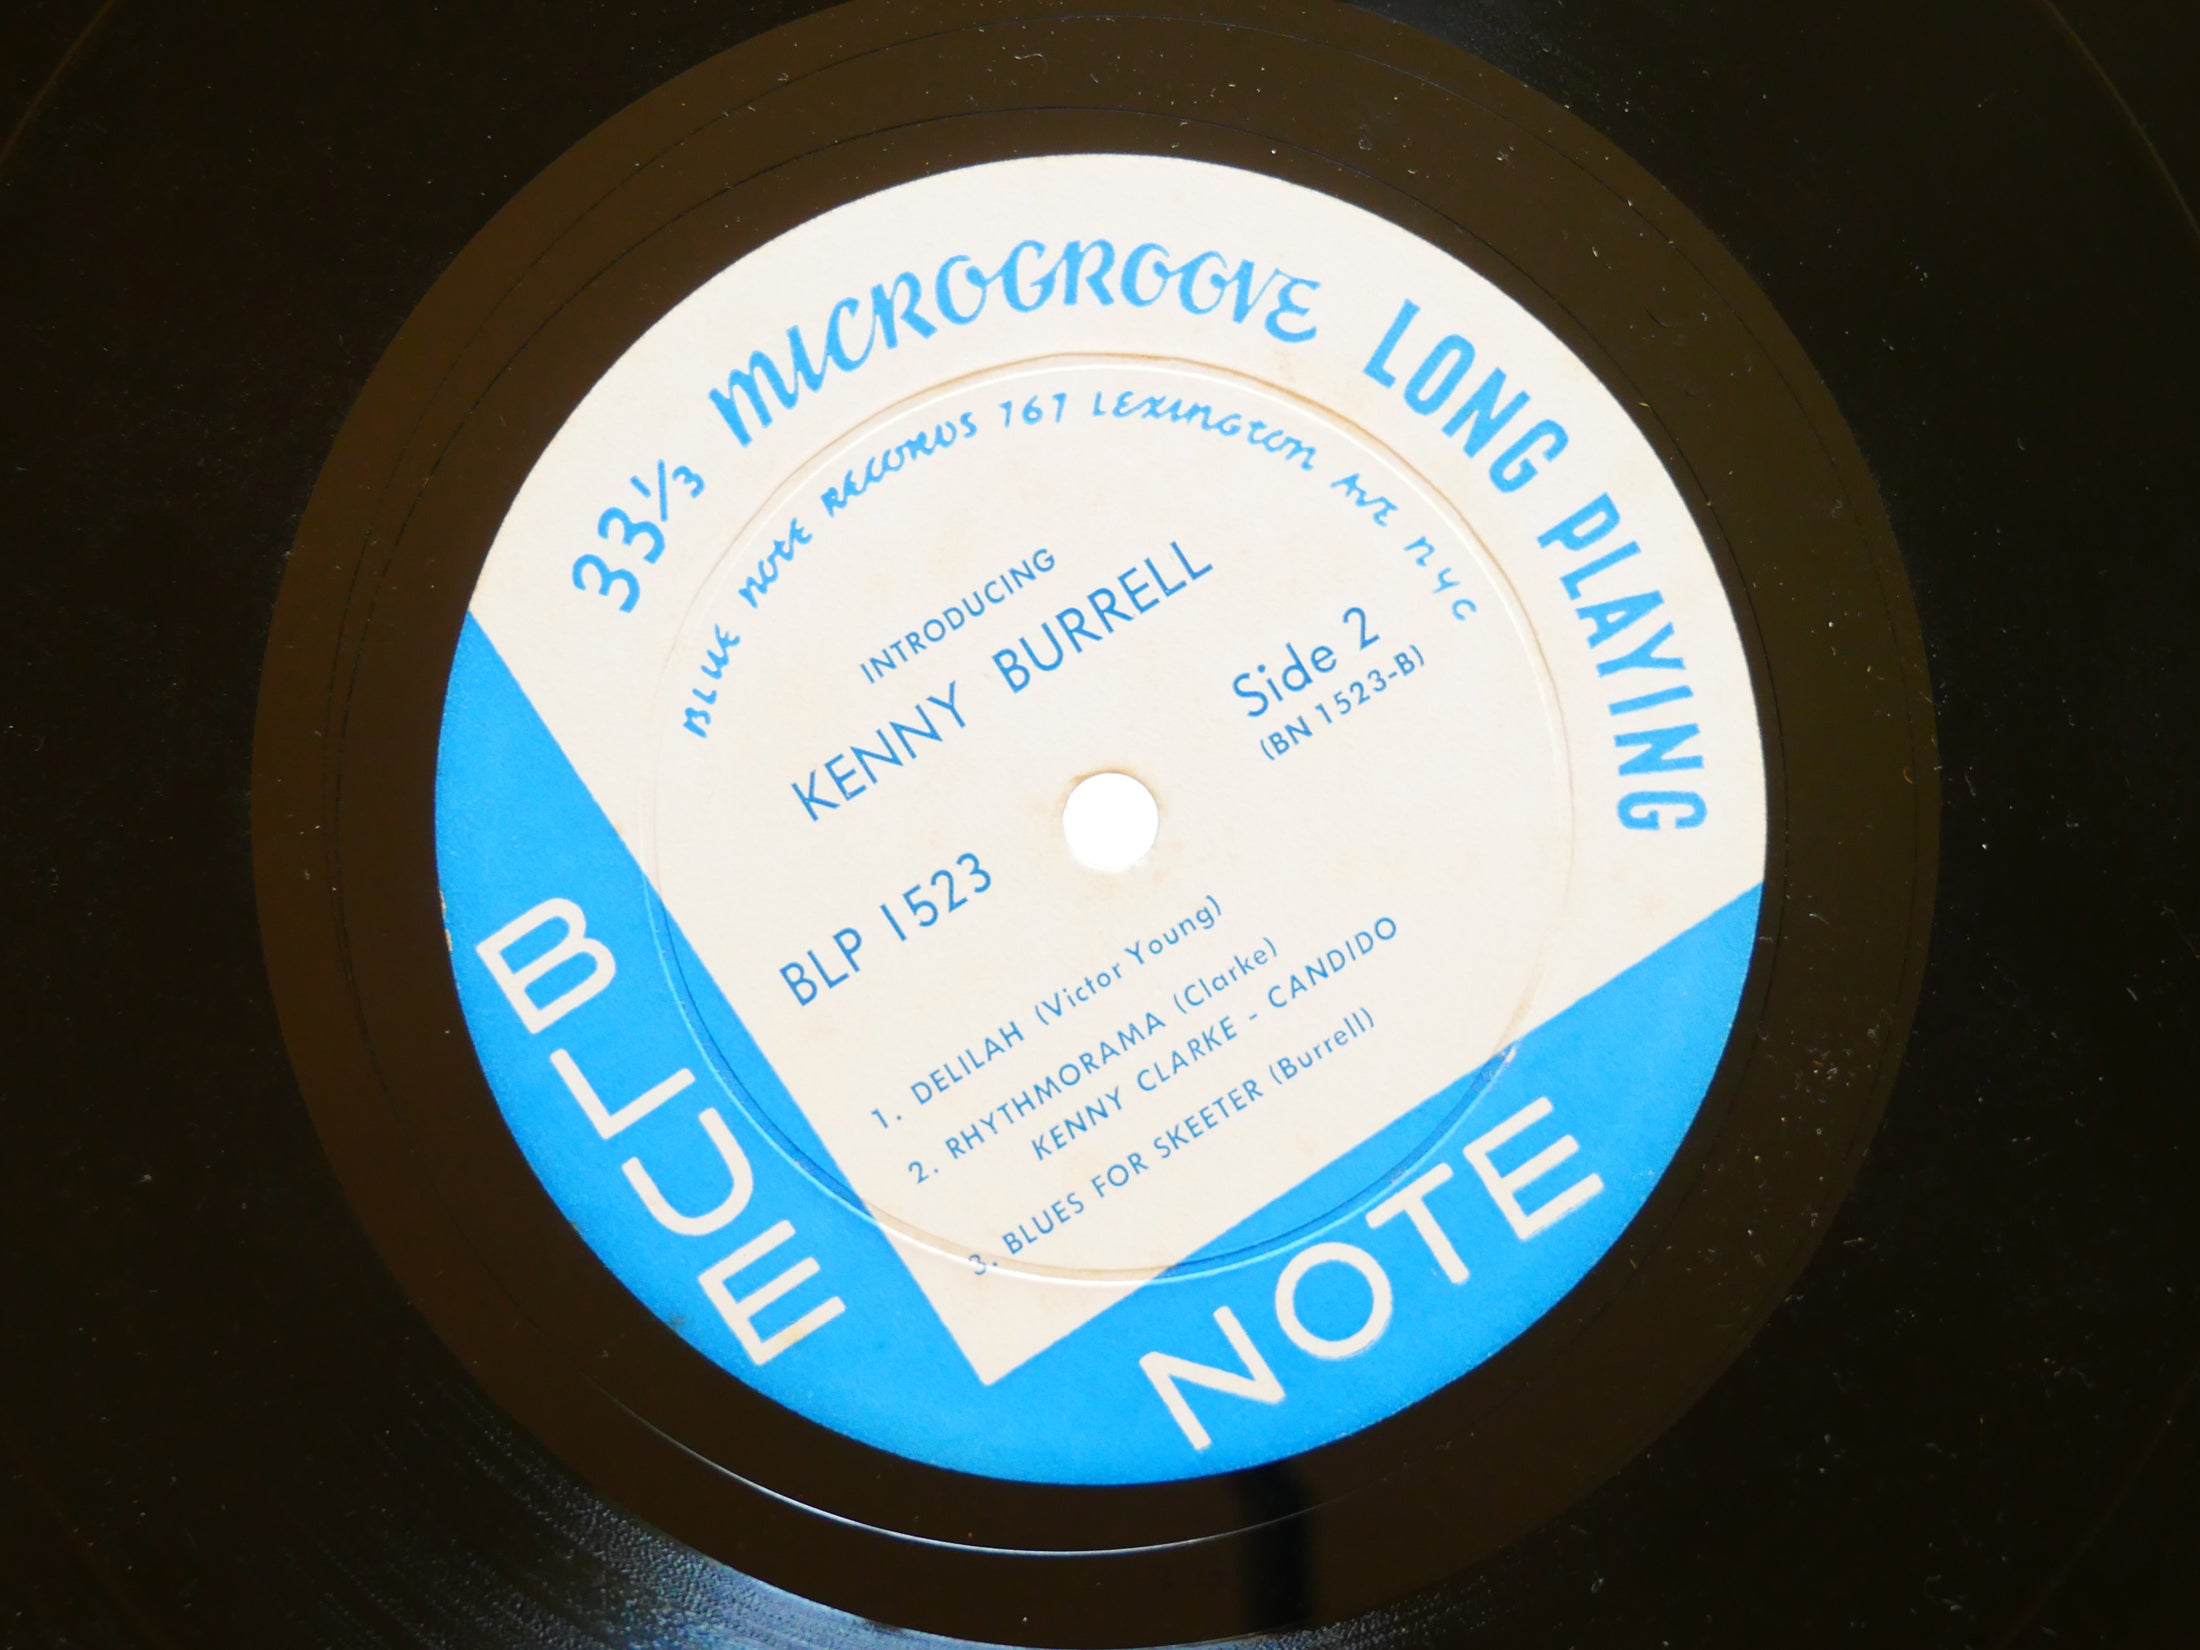 33⅓ MICROGROOVE LONG PLAYING
BLUE NOTE RECORDS 767 LEXINGTON AVE NYC
INTRODUCING
KENNY BURRELL
Side 2
(BN 1523-B)
BLP 1523
1. DELILAH (Victor Young)
2. RHYTHMORAMA (Clarke)
KENNY CLARKE - CANDIDO
3. BLUES FOR SKEETER (Burrell)
BLUE
NOTE